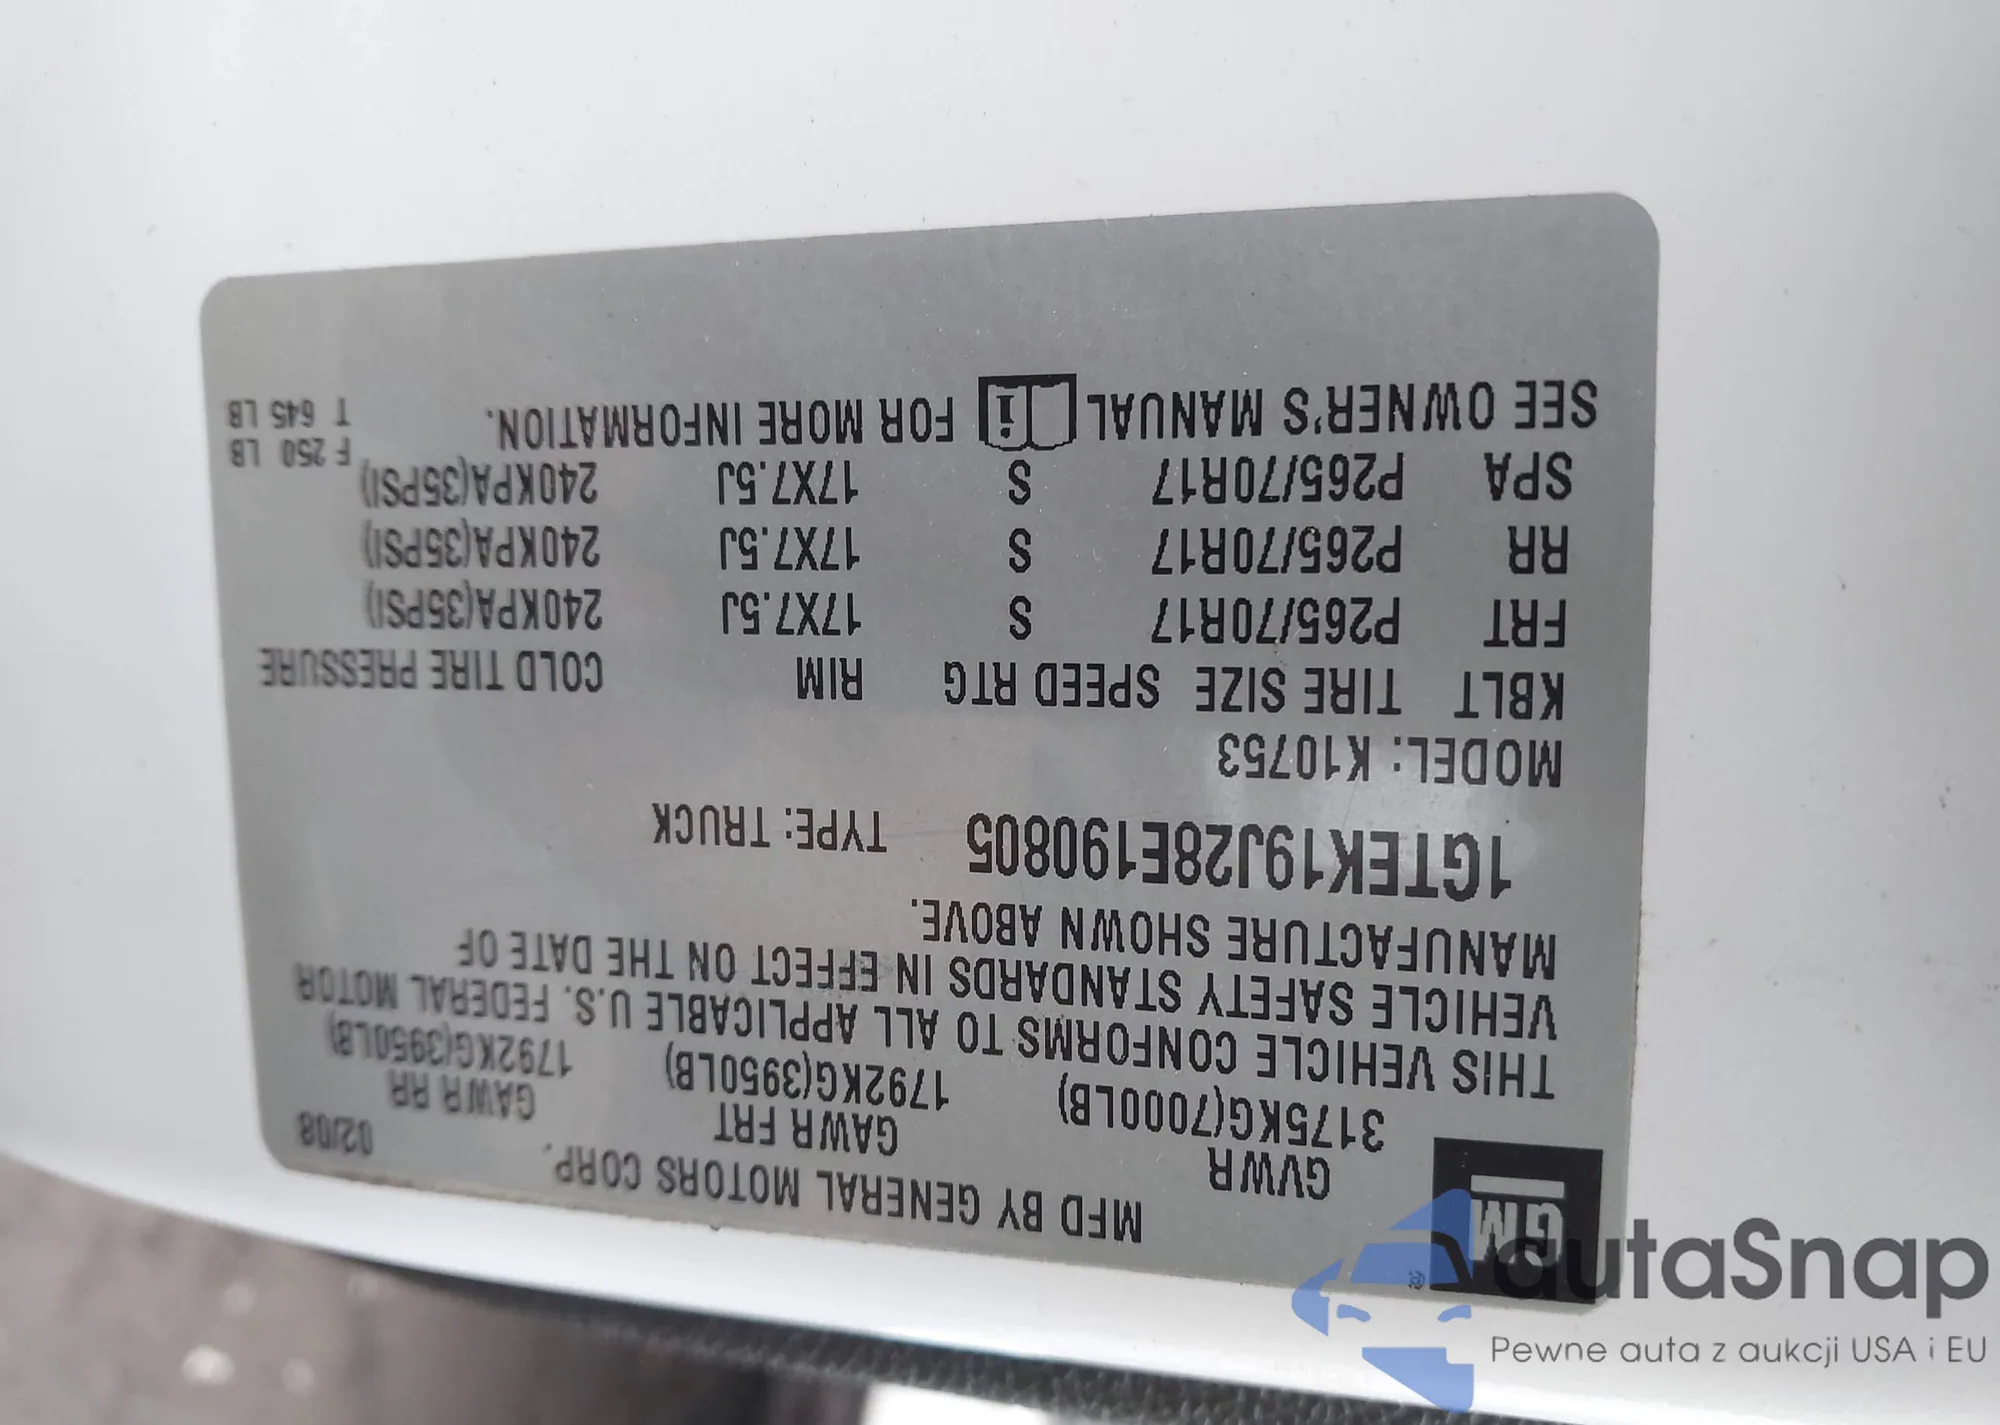 MFD BY GENERAL MOTORS CORP. 02/08
GM
GVWR GAWR FRT GAWR RR
3175KG(7000LB) 1792KG(3950LB) 1792KG(3950LB)
THIS VEHICLE CONFORMS TO ALL APPLICABLE U.S. FEDERAL MOTOR
VEHICLE SAFETY STANDARDS IN EFFECT ON THE DATE OF
MANUFACTURE SHOWN ABOVE.
1GTEK19J28E190805 TYPE: TRUCK
MODEL: K10753
KBLT TIRE SIZE SPEED RTG RIM COLD TIRE PRESSURE
FRT P265/70R17 S 17X7.5J 240KPA(35PSI)
RR P265/70R17 S 17X7.5J 240KPA(35PSI)
SPA P265/70R17 S 17X7.5J 240KPA(35PSI)
F 250 LB
SEE OWNER'S MANUAL i FOR MORE INFORMATION.
T 645 LB
autaSnap
Pewne auta z aukcji USA i EU